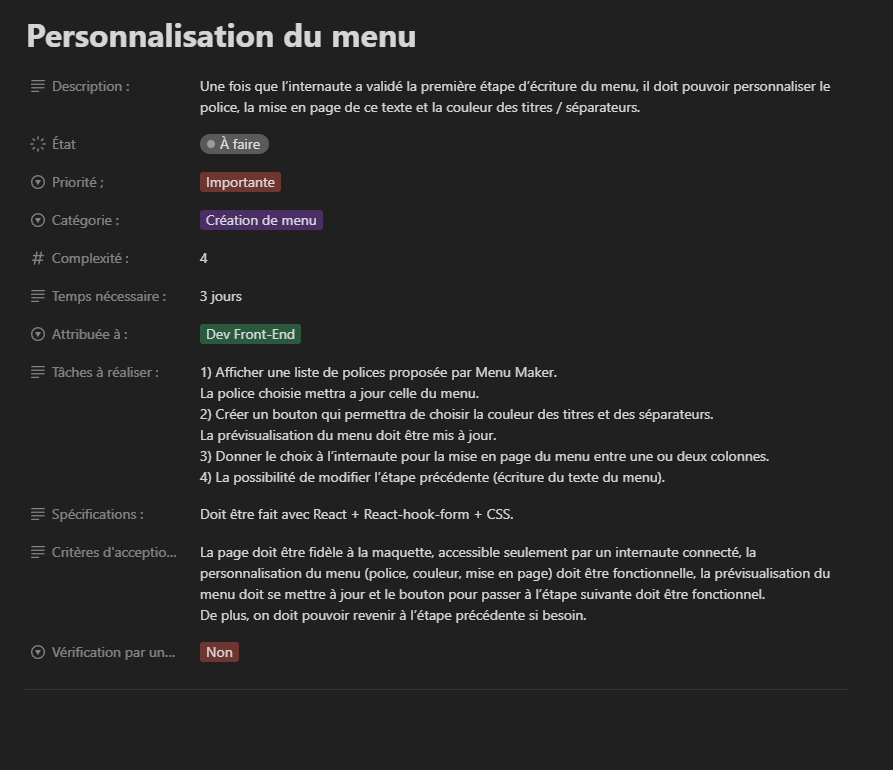 Personnalisation du menu
Description :
Une fois que l'internaute a validé la première étape d'écriture du menu, il doit pouvoir personnaliser le
police, la mise en page de ce texte et la couleur des titres / séparateurs.
État
À faire
Priorité ;
Importante
Catégorie :
Création de menu
Complexité :
4
Temps nécessaire :
3 jours
Attribuée à :
Dev Front-End
Tâches à réaliser :
1) Afficher une liste de polices proposée par Menu Maker.
La police choisie mettra a jour celle du menu.
2) Créer un bouton qui permettra de choisir la couleur des titres et des séparateurs.
La prévisualisation du menu doit être mis à jour.
3) Donner le choix à l'internaute pour la mise en page du menu entre une ou deux colonnes.
4) La possibilité de modifier l'étape précédente (écriture du texte du menu).
Spécifications :
Doit être fait avec React + React-hook-form + CSS.
Critères d'acceptio...
La page doit être fidèle à la maquette, accessible seulement par un internaute connecté, la
personnalisation du menu (police, couleur, mise en page) doit être fonctionnelle, la prévisualisation du
menu doit se mettre à jour et le bouton pour passer à l'étape suivante doit être fonctionnel.
De plus, on doit pouvoir revenir à l'étape précédente si besoin.
Vérification par un...
Non